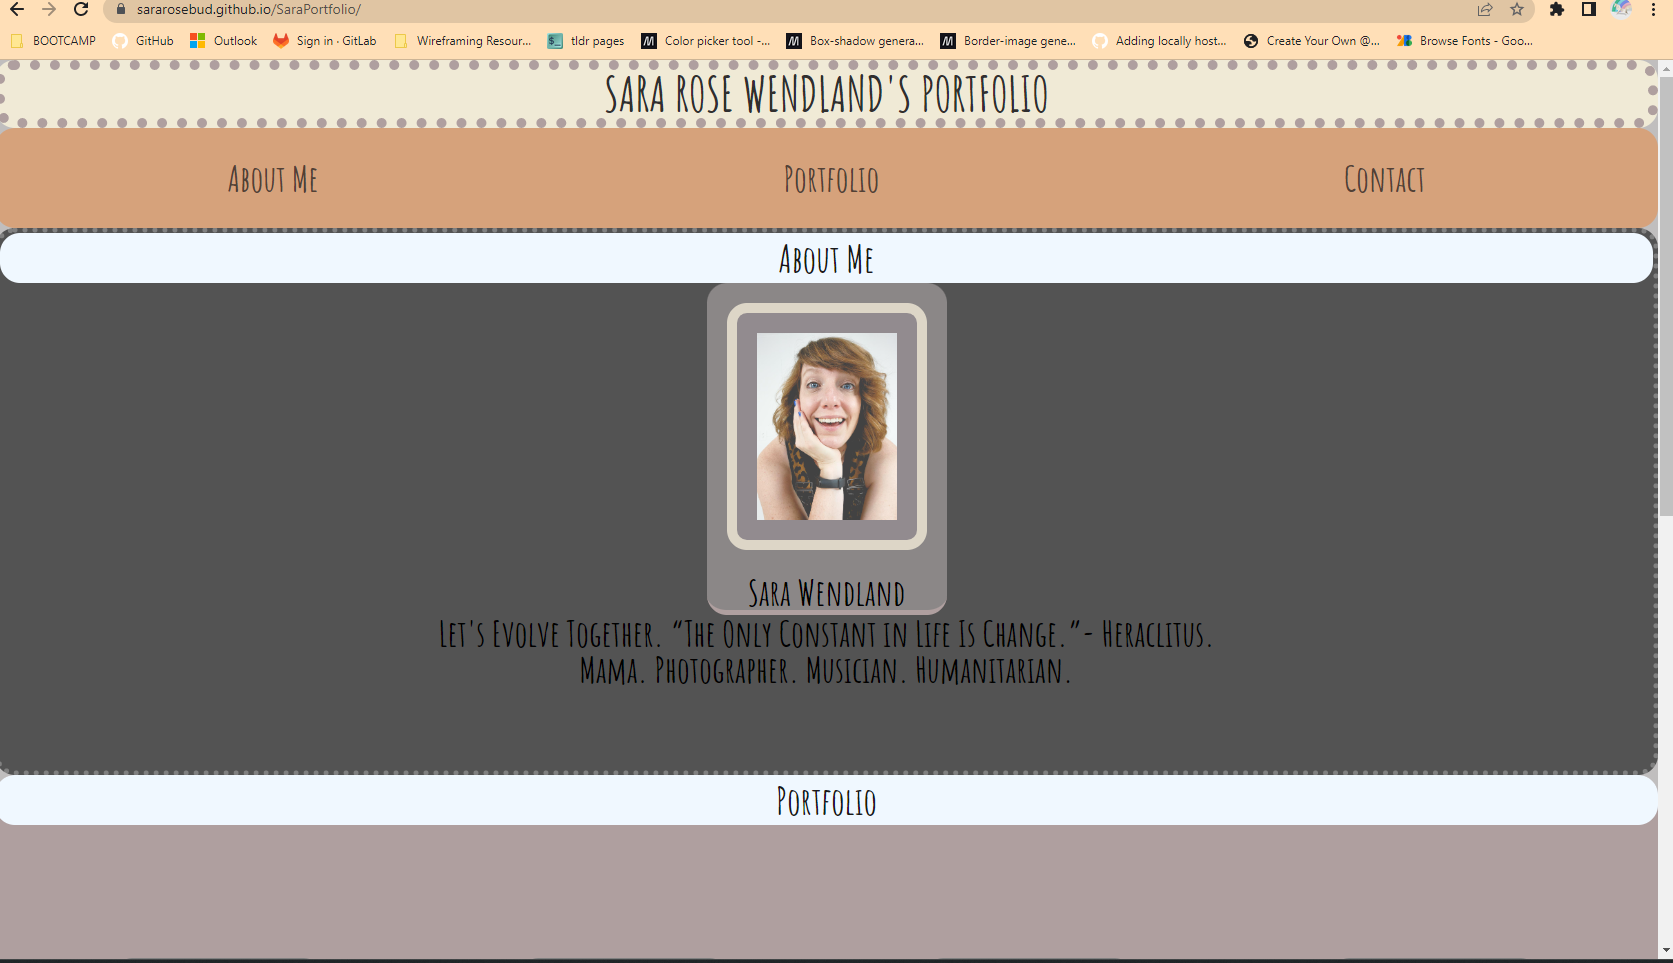 sararosebud.github.io/SaraPortfolio/
BOOTCAMP GitHub Outlook Sign in · GitLab Wireframing Resour... tldr pages Color picker tool -... Box-shadow genera... Border-image gene... Adding locally host... Create Your Own @... Browse Fonts - Goo...
SARA ROSE WENDLAND'S PORTFOLIO
About Me Portfolio Contact
About Me
Sara Wendland
Let's Evolve Together. “The Only Constant in Life Is Change.”- Heraclitus.
Mama. Photographer. Musician. Humanitarian.
Portfolio